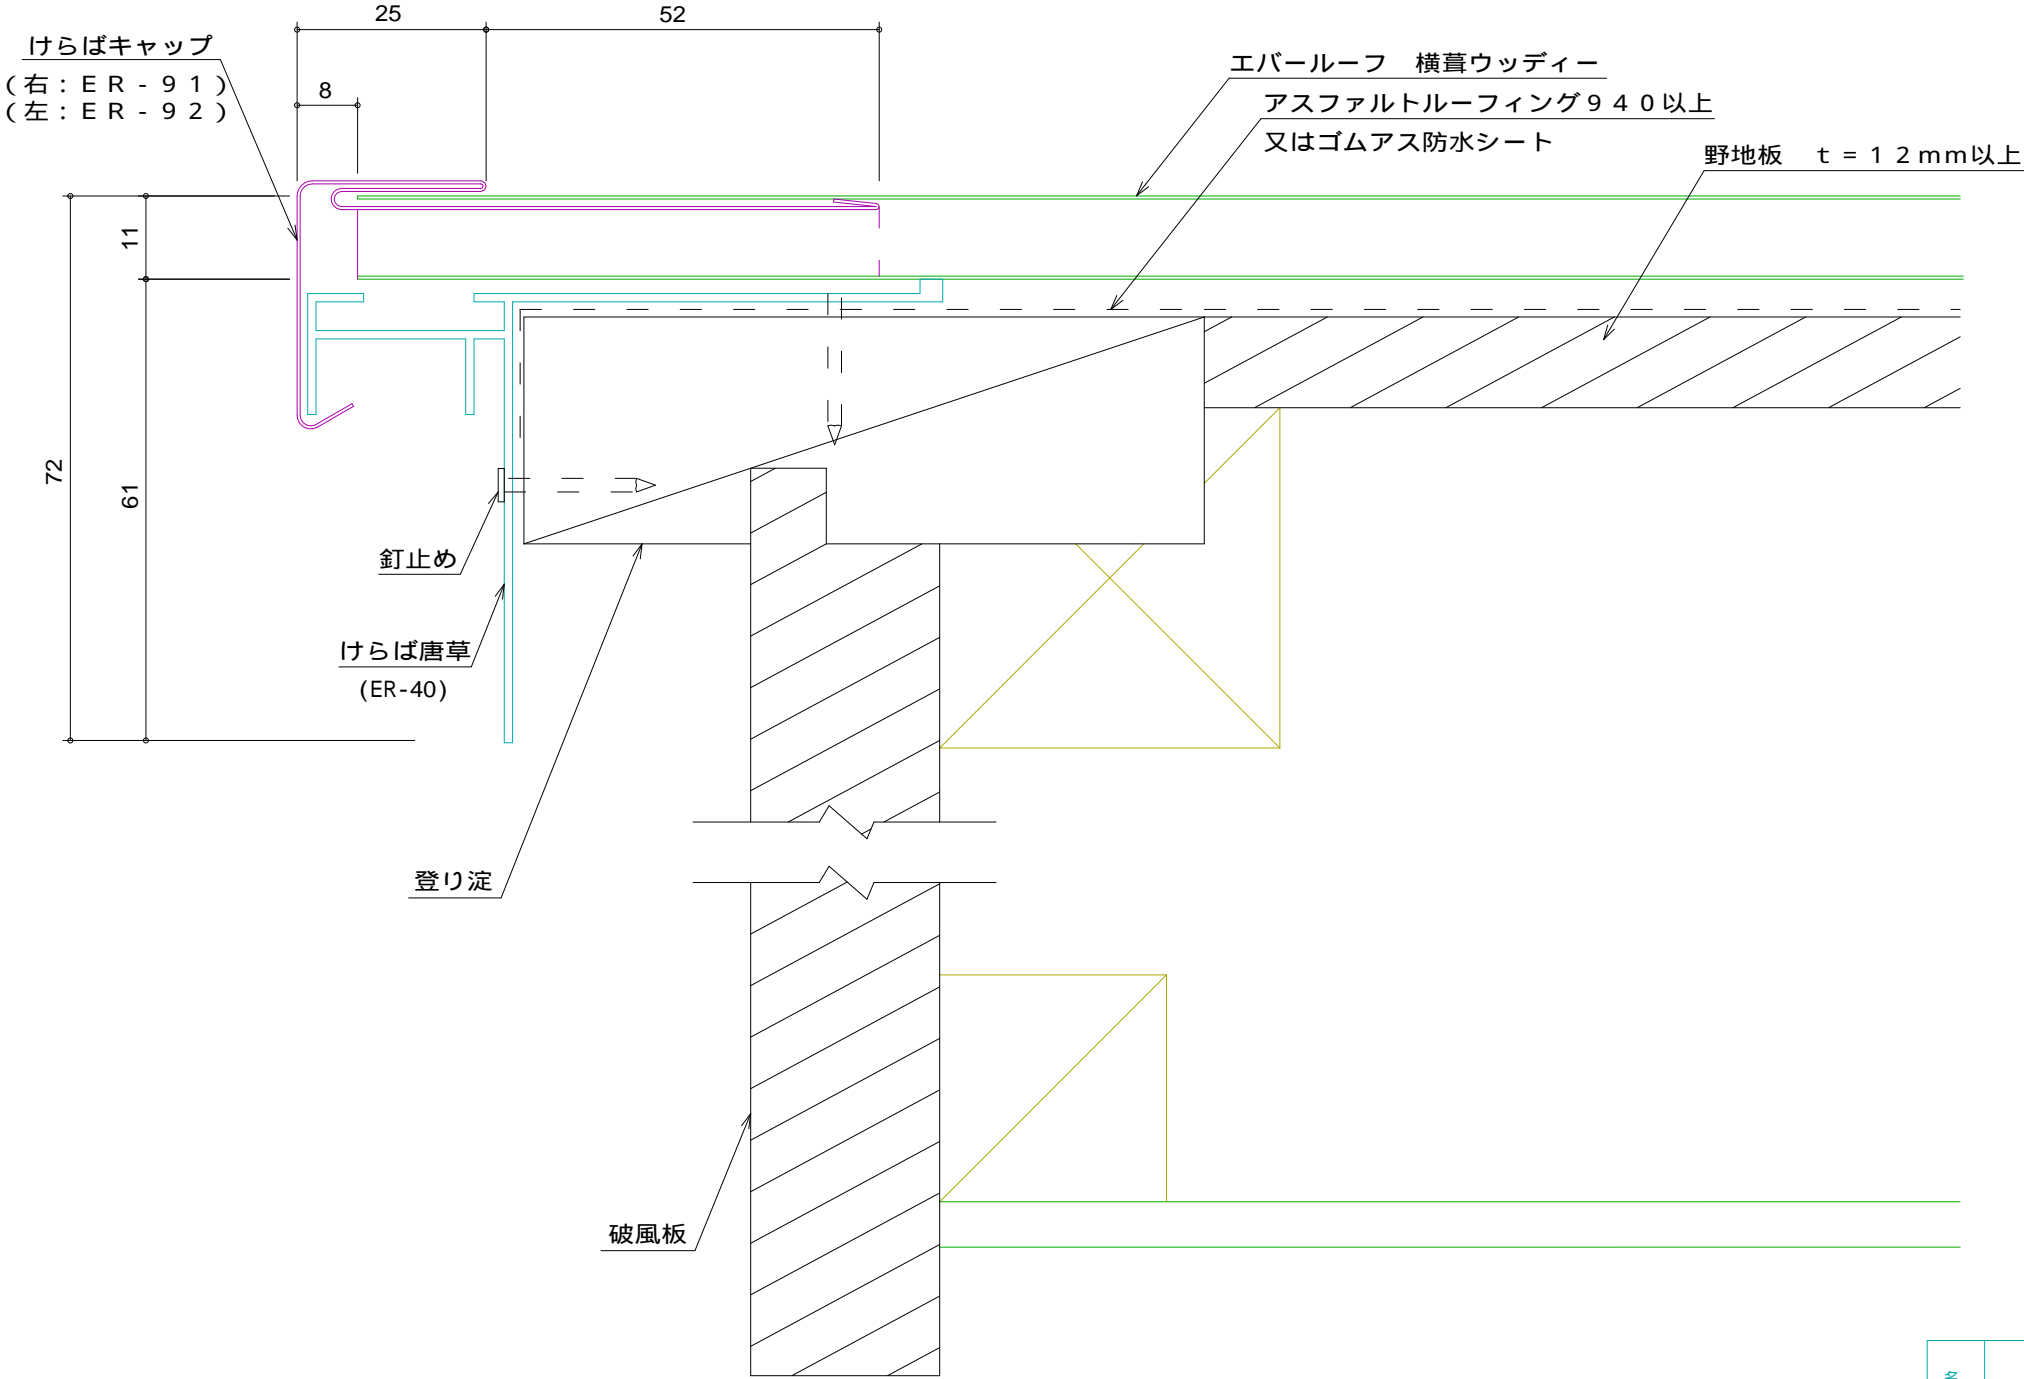 25
52
けらばキャップ
(右：ＥＲ-９１)
(左：ＥＲ-９２)
8
エバールーフ　横葺ウッディー
アスファルトルーフィング９４０以上
又はゴムアス防水シート
野地板　ｔ＝１２mm以上
11
72
61
釘止め
けらば唐草
(ER-40)
登り淀
破風板